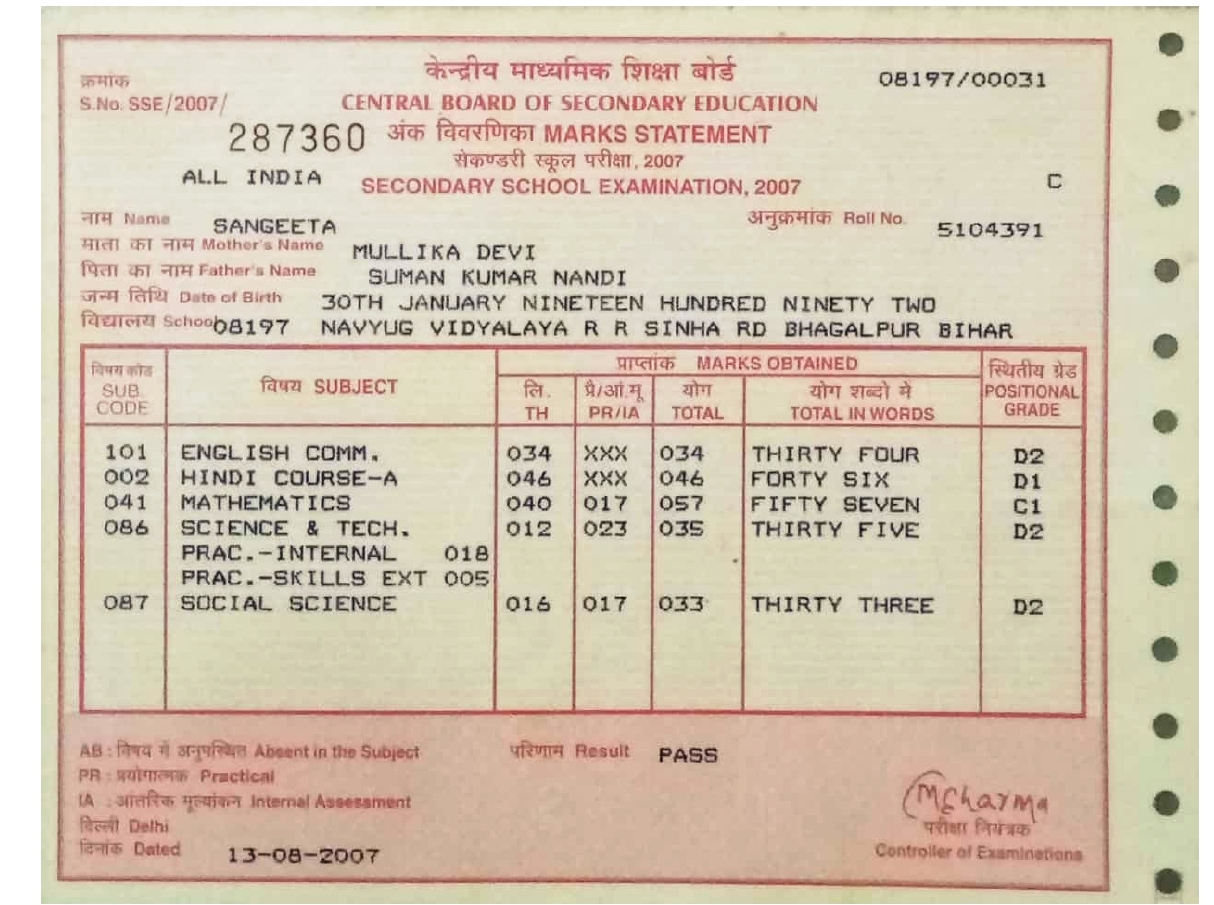 केन्द्रीय माध्यमिक शिक्षा बोर्ड
क्रमांक 08197/00031
S.No. SSE/2007/ CENTRAL BOARD OF SECONDARY EDUCATION
287360 अंक विवरणिका MARKS STATEMENT
सेकण्डरी स्कूल परीक्षा, 2007
ALL INDIA SECONDARY SCHOOL EXAMINATION, 2007 C
नाम Name SANGEETA अनुक्रमांक Roll No. 5104391
माता का नाम Mother's Name MULLIKA DEVI
पिता का नाम Father's Name SUMAN KUMAR NANDI
जन्म तिथि Date of Birth 30TH JANUARY NINETEEN HUNDRED NINETY TWO
विद्यालय School 08197 NAVYUG VIDYALAYA R R SINHA RD BHAGALPUR BIHAR
विषय कोड SUB. CODE विषय SUBJECT प्राप्तांक MARKS OBTAINED स्थितीय ग्रेड POSITIONAL GRADE
लि. प्रै/आं.मू योग योग शब्दो मे
TH PR/IA TOTAL TOTAL IN WORDS
101 ENGLISH COMM. 034 XXX 034 THIRTY FOUR D2
002 HINDI COURSE-A 046 XXX 046 FORTY SIX D1
041 MATHEMATICS 040 017 057 FIFTY SEVEN C1
086 SCIENCE & TECH. 012 023 035 THIRTY FIVE D2
PRAC.-INTERNAL 018
PRAC.-SKILLS EXT 005
087 SOCIAL SCIENCE 016 017 033 THIRTY THREE D2
AB : विषय में अनुपस्थित Absent in the Subject परिणाम Result PASS
PR : प्रयोगात्मक Practical
IA : आंतरिक मूल्यांकन Internal Assessment
MSharma
दिल्ली Delhi परीक्षा नियंत्रक
दिनांक Dated 13-08-2007 Controller of Examinations